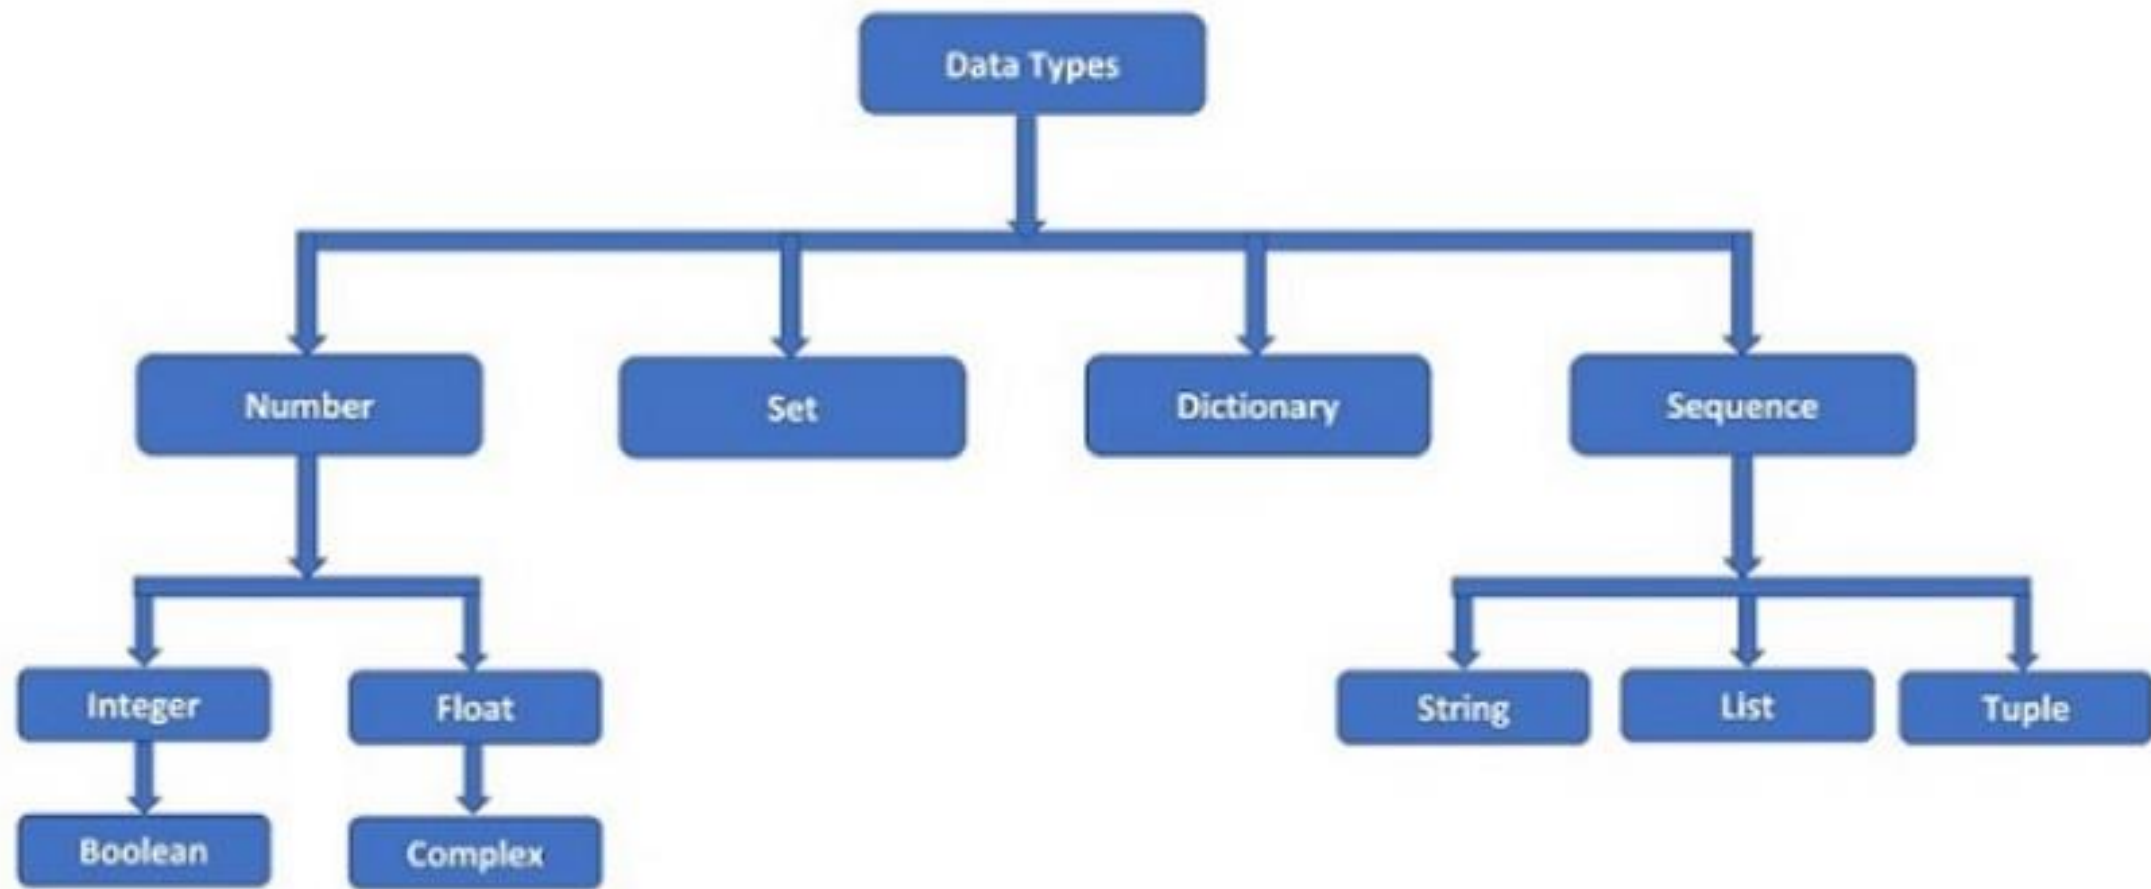 Data Types
Number
Set
Dictionary
Sequence
Integer
Float
String
List
Tuple
Boolean
Complex